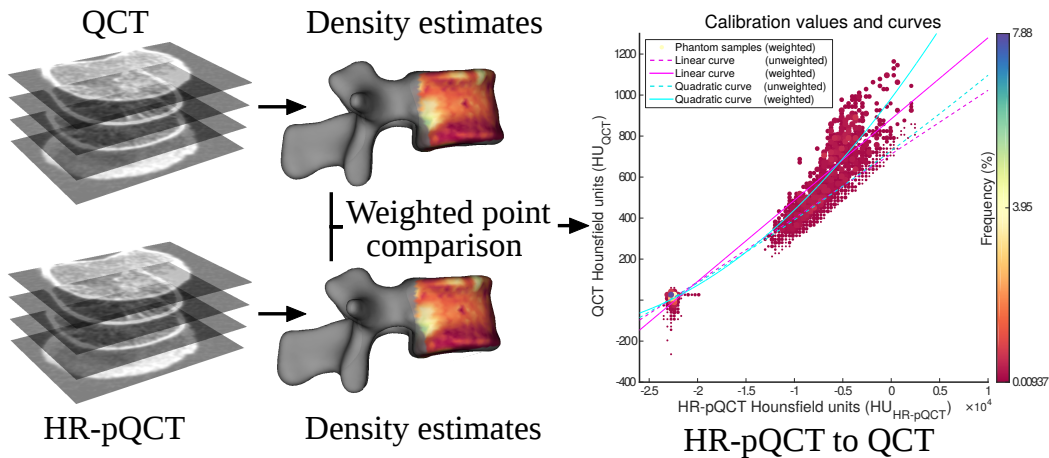 QCT
Density estimates
Weighted point
comparison
HR-pQCT
Density estimates
Calibration values and curves
Phantom samples (weighted)
Linear curve (unweighted)
Linear curve (weighted)
Quadratic curve (unweighted)
Quadratic curve (weighted)
QCT Hounsfield units (HU_QCT)
1200
1000
800
600
400
200
-200
-400
-2.5 -2 -1.5 -1 -0.5 0 0.5 1
HR-pQCT Hounsfield units (HU_HR-pQCT) ×10^4
7.88
3.95
0.00937
Frequency (%)
HR-pQCT to QCT